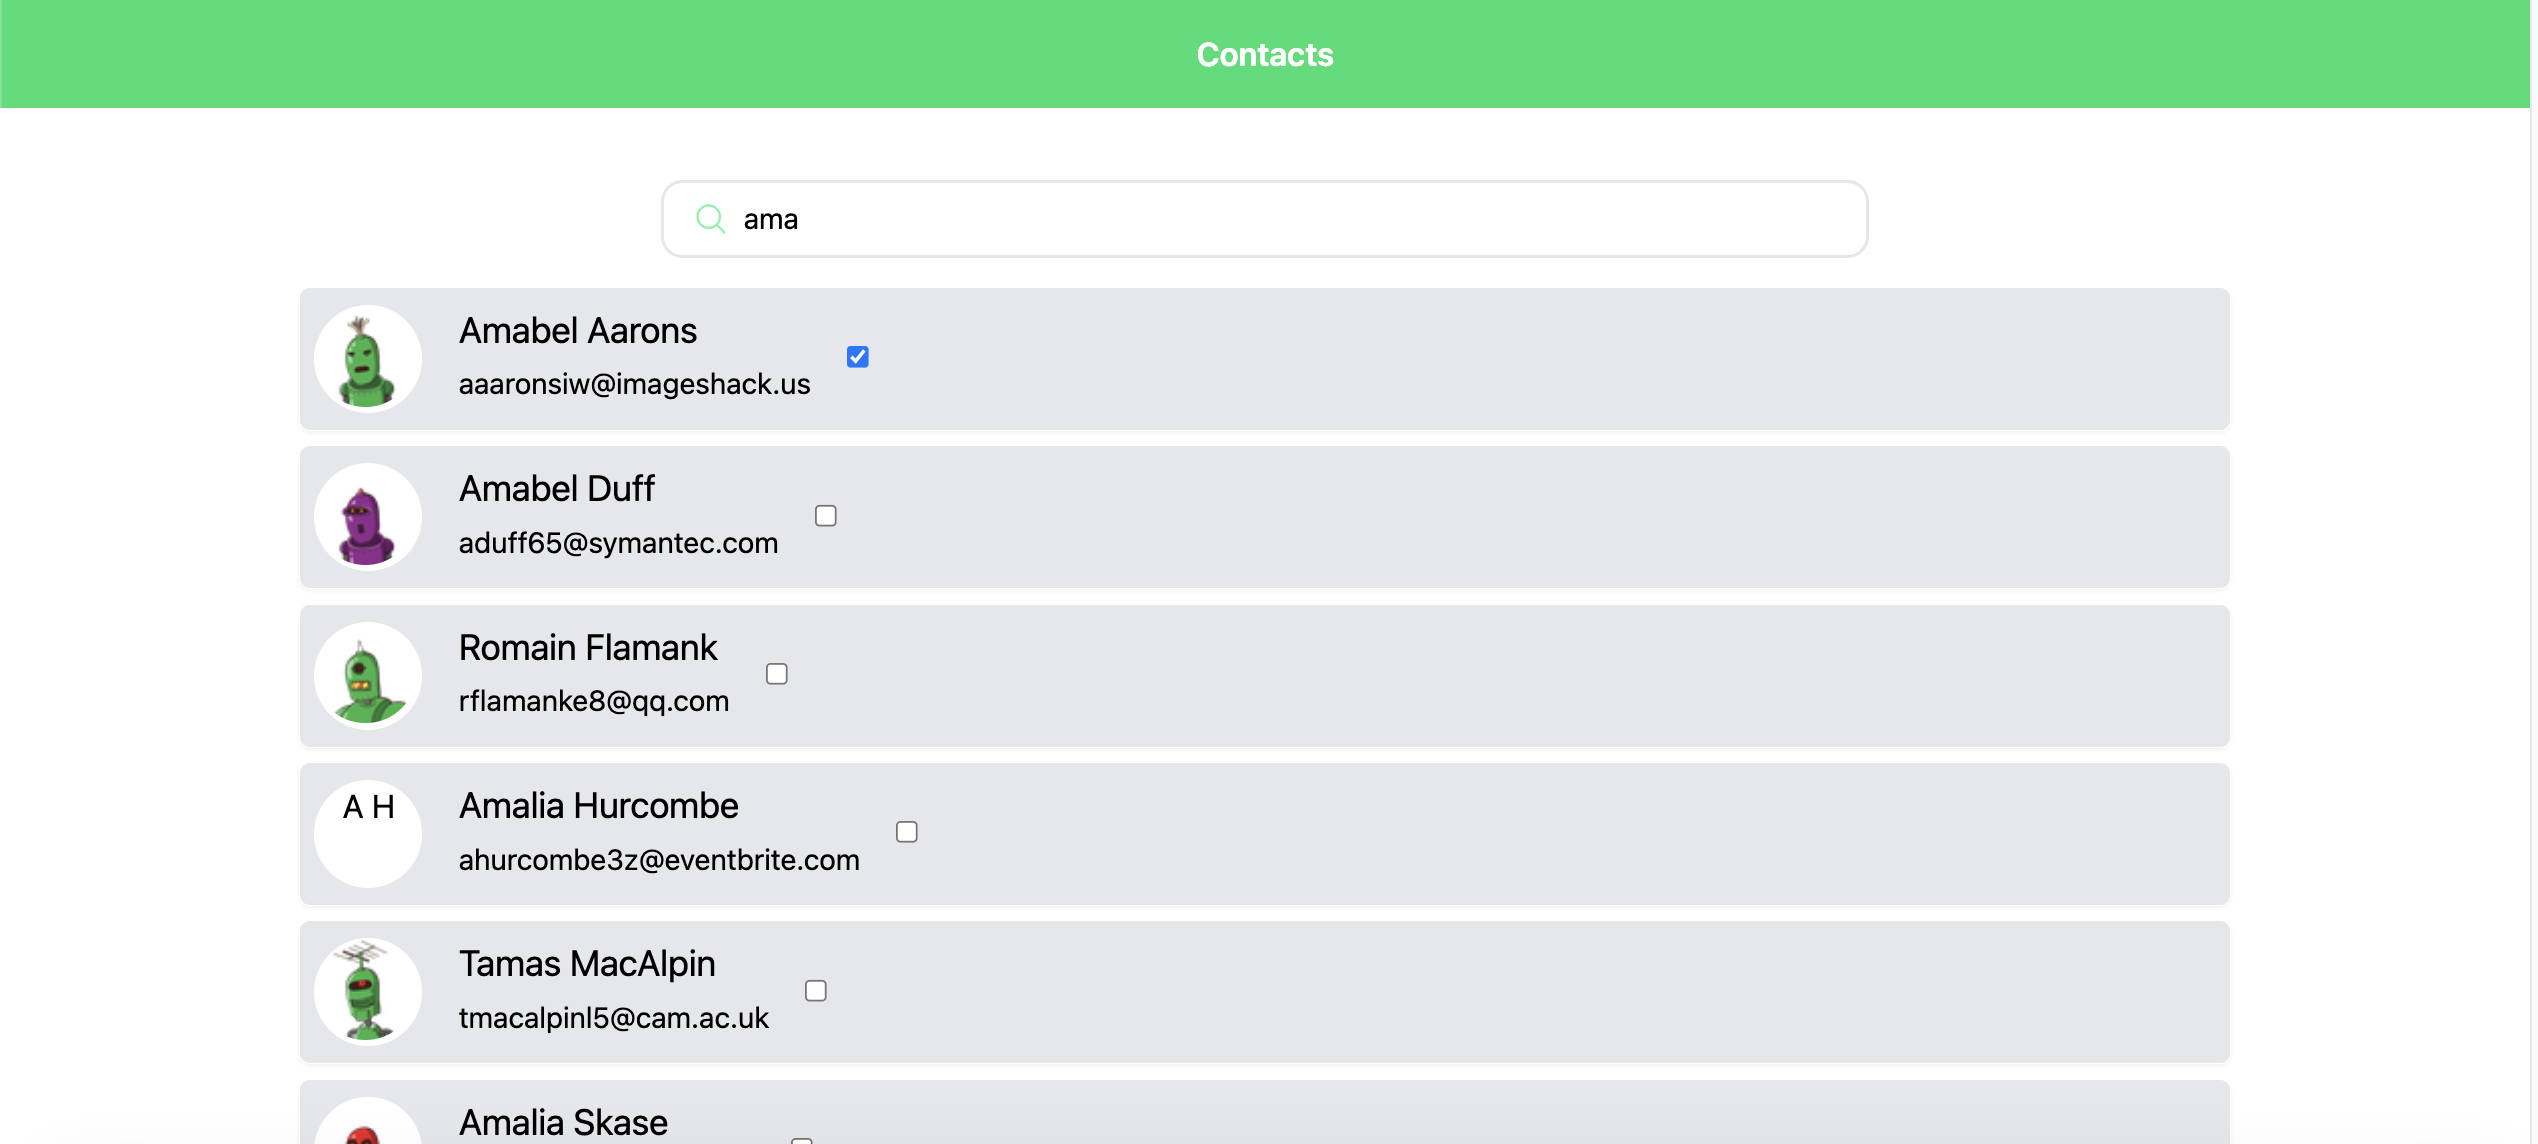 Contacts
ama
Amabel Aarons
aaaronsiw@imageshack.us
Amabel Duff
aduff65@symantec.com
Romain Flamank
rflamanke8@qq.com
A H
Amalia Hurcombe
ahurcombe3z@eventbrite.com
Tamas MacAlpin
tmacalpinl5@cam.ac.uk
Amalia Skase